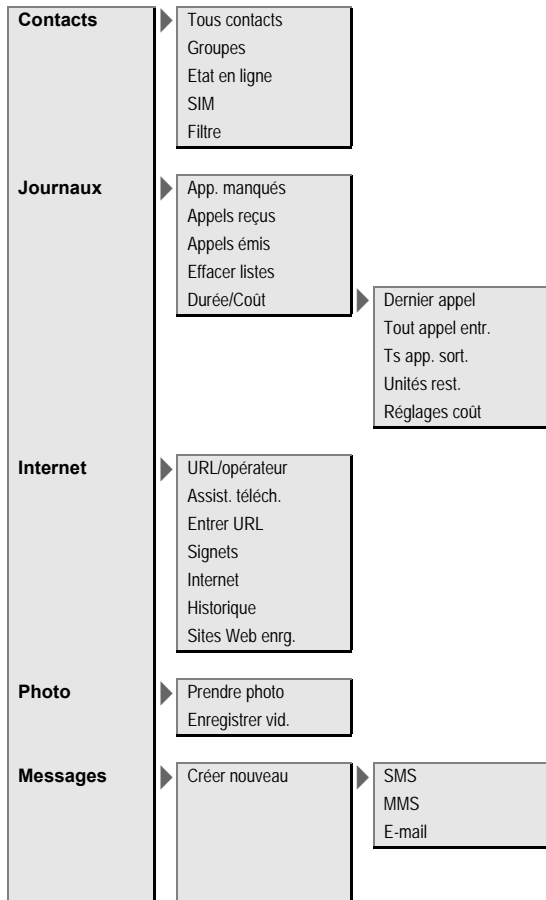 Contacts
Tous contacts
Groupes
Etat en ligne
SIM
Filtre
Journaux
App. manqués
Appels reçus
Appels émis
Effacer listes
Durée/Coût
Dernier appel
Tout appel entr.
Ts app. sort.
Unités rest.
Réglages coût
Internet
URL/opérateur
Assist. téléch.
Entrer URL
Signets
Internet
Historique
Sites Web enrg.
Photo
Prendre photo
Enregistrer vid.
Messages
Créer nouveau
SMS
MMS
E-mail